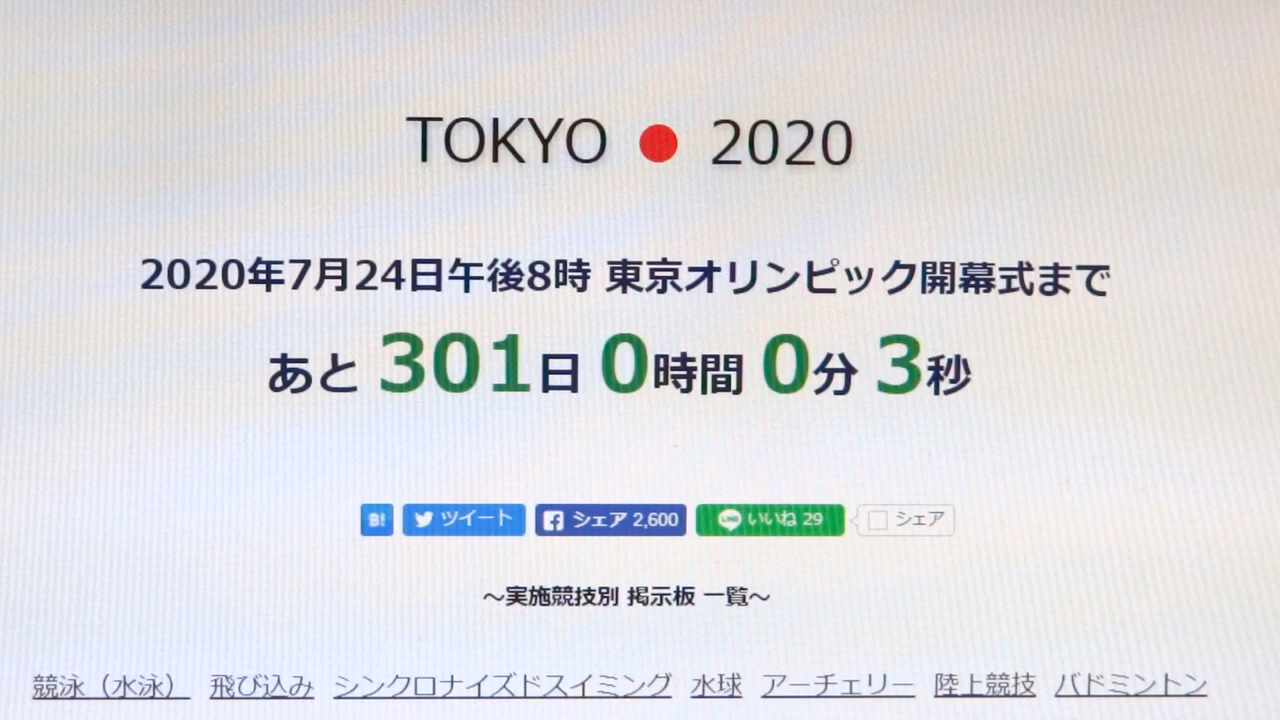 TOKYO ● 2020
2020年7月24日午後8時 東京オリンピック開幕式まで
あと 301日 0時間 0分 3秒
B! ツイート シェア 2,600 LINE いいね 29 シェア
～実施競技別 掲示板 一覧～
競泳（水泳） 飛び込み シンクロナイズドスイミング 水球 アーチェリー 陸上競技 バドミントン